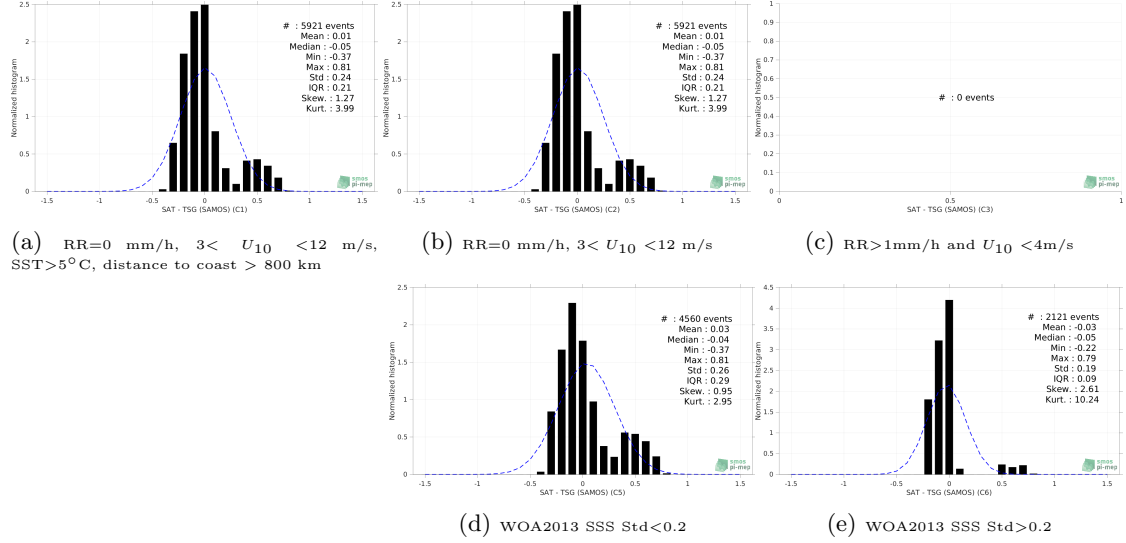 2.5
2
1.5
1
0.5
0
Normalized histogram
# : 5921 events
Mean : 0.01
Median : -0.05
Min : -0.37
Max : 0.81
Std : 0.24
IQR : 0.21
Skew. : 1.27
Kurt. : 3.99
smos
pi-mep
-1.5 -1 -0.5 0 0.5 1 1.5
SAT - TSG (SAMOS) (C1)
(a) RR=0 mm/h, 3< U10 <12 m/s,
SST>5°C, distance to coast > 800 km
2.5
2
1.5
1
0.5
0
Normalized histogram
# : 5921 events
Mean : 0.01
Median : -0.05
Min : -0.37
Max : 0.81
Std : 0.24
IQR : 0.21
Skew. : 1.27
Kurt. : 3.99
smos
pi-mep
-1.5 -1 -0.5 0 0.5 1 1.5
SAT - TSG (SAMOS) (C2)
(b) RR=0 mm/h, 3< U10 <12 m/s
1
0.9
0.8
0.7
0.6
0.5
0.4
0.3
0.2
0.1
0
Normalized histogram
# : 0 events
smos
pi-mep
0 0.5 1
SAT - TSG (SAMOS) (C3)
(c) RR>1mm/h and U10 <4m/s
2.5
2
1.5
1
0.5
0
Normalized histogram
# : 4560 events
Mean : 0.03
Median : -0.04
Min : -0.37
Max : 0.81
Std : 0.26
IQR : 0.29
Skew. : 0.95
Kurt. : 2.95
smos
pi-mep
-1.5 -1 -0.5 0 0.5 1 1.5
SAT - TSG (SAMOS) (C5)
(d) WOA2013 SSS Std<0.2
4.5
4
3.5
3
2.5
2
1.5
1
0.5
0
Normalized histogram
# : 2121 events
Mean : -0.03
Median : -0.05
Min : -0.22
Max : 0.79
Std : 0.19
IQR : 0.09
Skew. : 2.61
Kurt. : 10.24
smos
pi-mep
-1.5 -1 -0.5 0 0.5 1 1.5
SAT - TSG (SAMOS) (C6)
(e) WOA2013 SSS Std>0.2